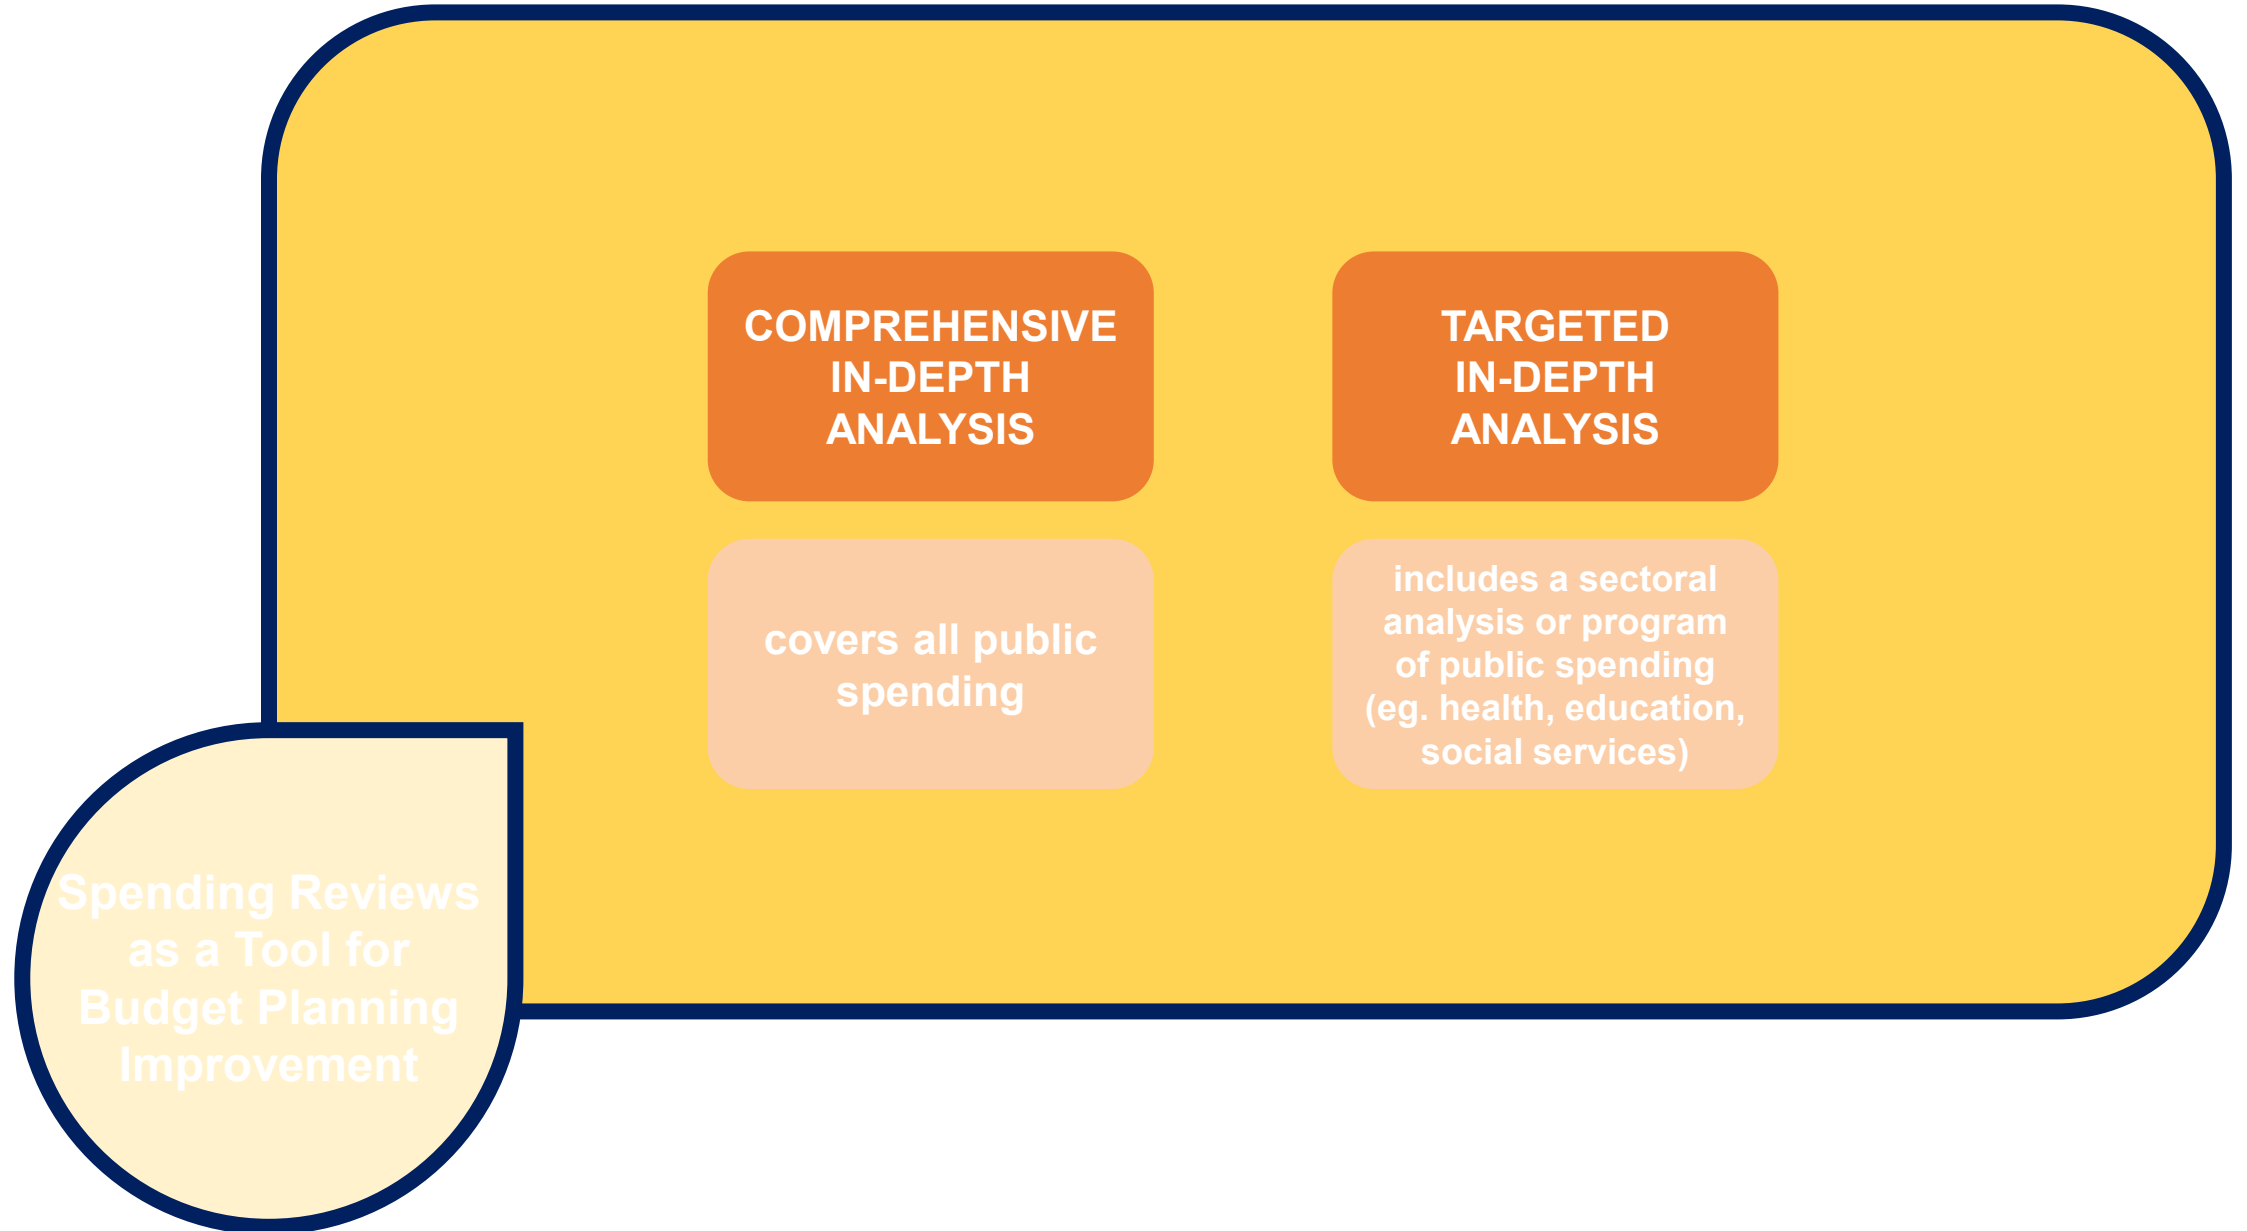 COMPREHENSIVE
IN-DEPTH
ANALYSIS
covers all public
spending
TARGETED
IN-DEPTH
ANALYSIS
includes a sectoral
analysis or program
of public spending
(eg. health, education,
social services)
Spending Reviews
as a Tool for
Budget Planning
Improvement